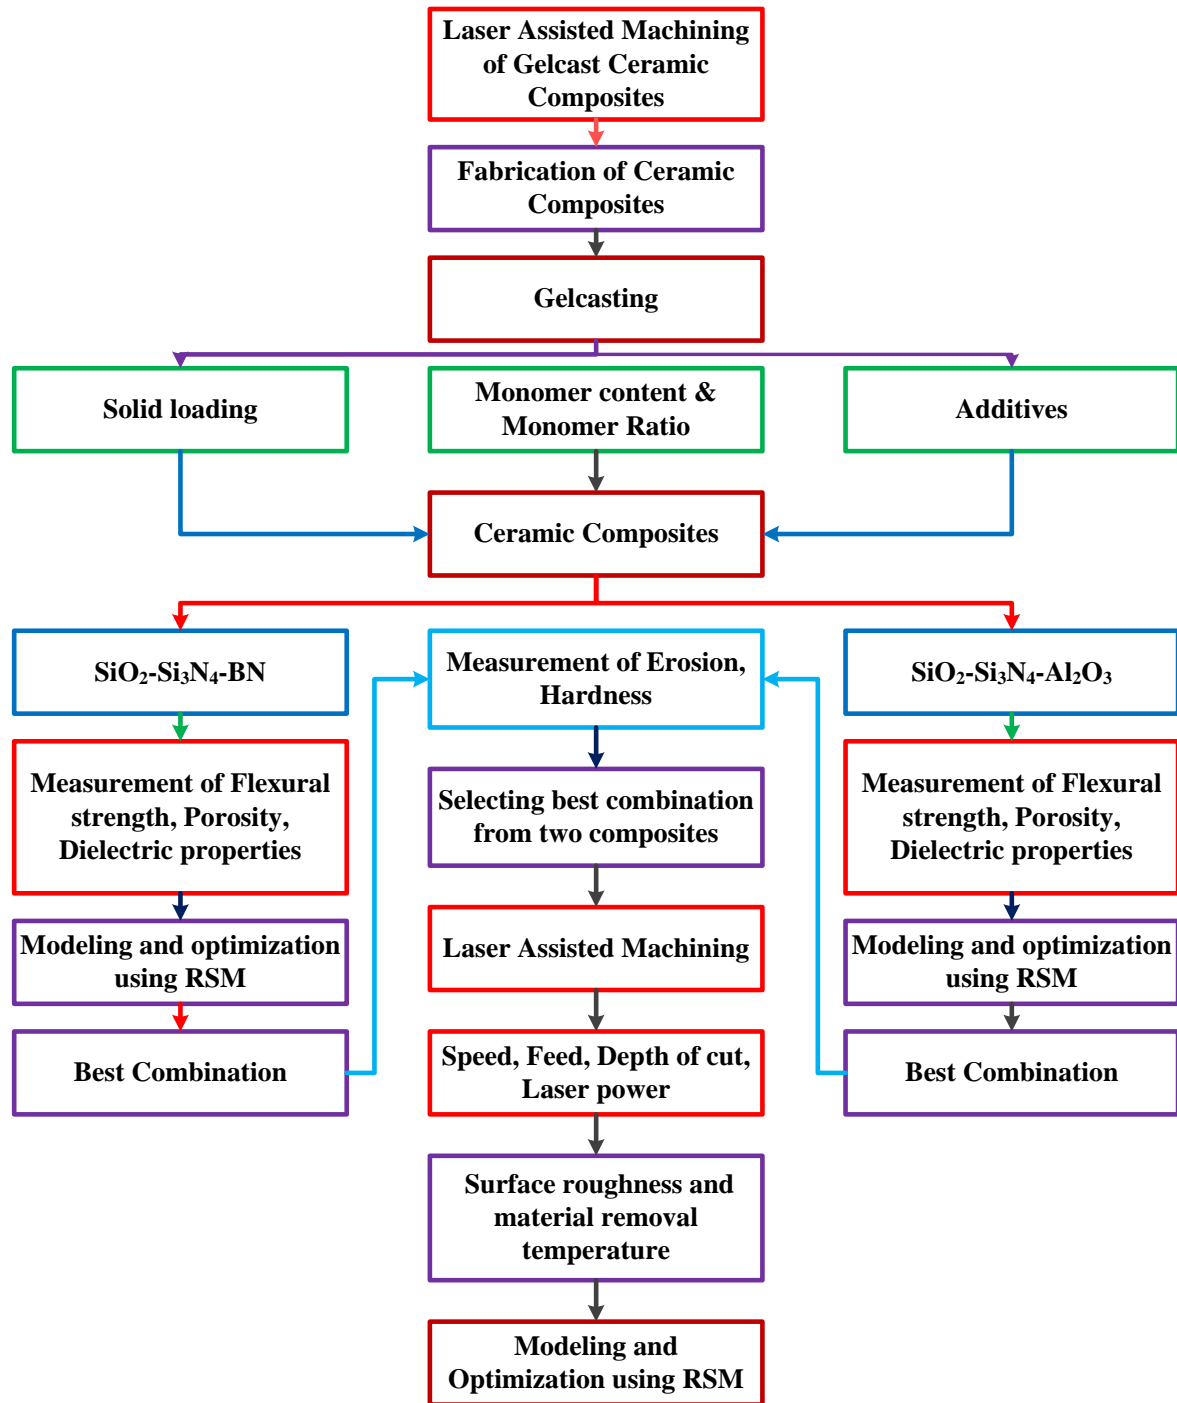 Laser Assisted Machining
of Gelcast Ceramic
Composites
Fabrication of Ceramic
Composites
Gelcasting
Solid loading
Monomer content &
Monomer Ratio
Additives
Ceramic Composites
SiO₂-Si₃N₄-BN
Measurement of Erosion,
Hardness
SiO₂-Si₃N₄-Al₂O₃
Measurement of Flexural
strength, Porosity,
Dielectric properties
Selecting best combination
from two composites
Measurement of Flexural
strength, Porosity,
Dielectric properties
Modeling and optimization
using RSM
Laser Assisted Machining
Modeling and optimization
using RSM
Best Combination
Speed, Feed, Depth of cut,
Laser power
Best Combination
Surface roughness and
material removal
temperature
Modeling and
Optimization using RSM